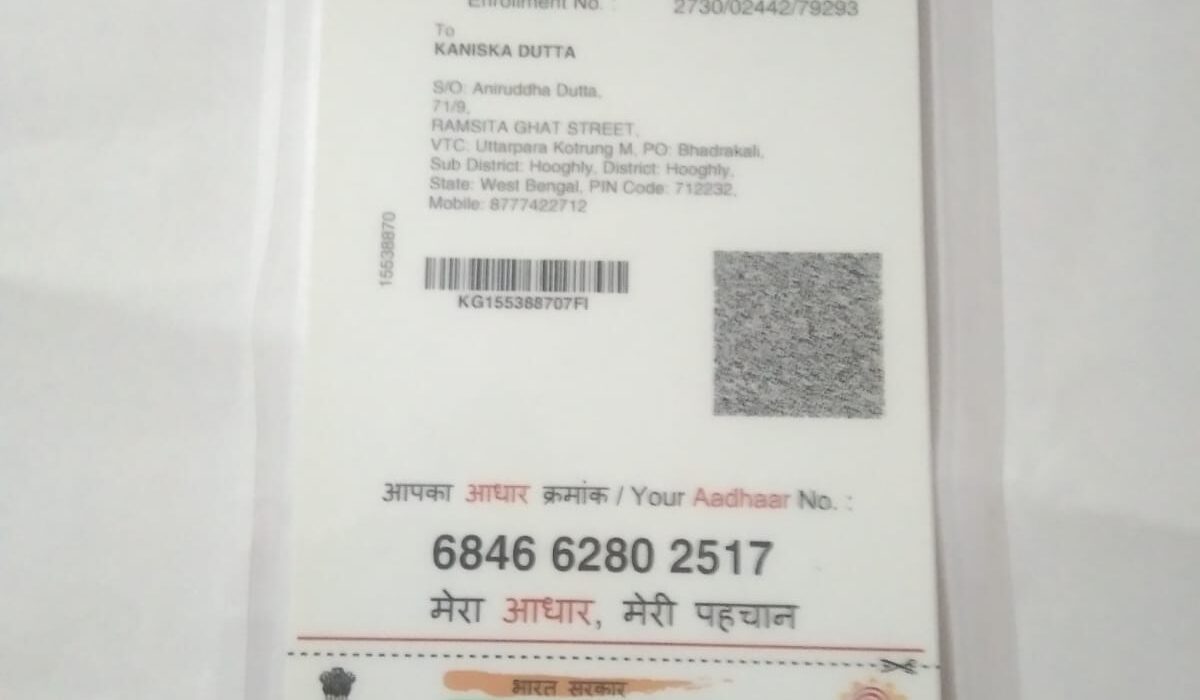 Enrollment No. : 2730/02442/79293
To
KANISKA DUTTA
S/O: Aniruddha Dutta,
71/9,
RAMSITA GHAT STREET,
VTC: Uttarpara Kotrung M, PO: Bhadrakali,
Sub District: Hooghly, District: Hooghly,
State: West Bengal, PIN Code: 712232,
Mobile: 8777422712
15538870
KG155388707FI
आपका आधार क्रमांक / Your Aadhaar No. :
6846 6280 2517
मेरा आधार, मेरी पहचान
भारत सरकार